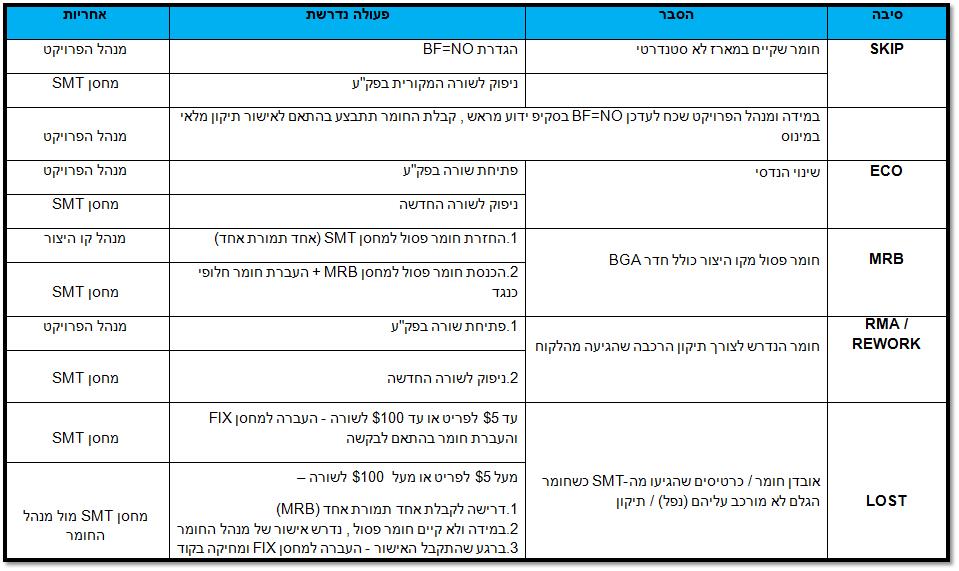 סיבה הסבר פעולה נדרשת אחריות
SKIP חומר שקיים במארז לא סטנדרטי הגדרת BF=NO מנהל הפרויקט
ניפוק לשורה המקורית בפק"ע מחסן SMT
במידה ומנהל הפרויקט שכח לעדכן BF=NO בסקיפ ידוע מראש , קבלת החומר תתבצע בהתאם לאישור תיקון מלאי
במינוס
מנהל הפרויקט
ECO שינוי הנדסי פתיחת שורה בפק"ע מנהל הפרויקט
ניפוק לשורה החדשה מחסן SMT
MRB
חומר פסול מקו היצור כולל חדר BGA
1.החזרת חומר פסול למחסן SMT (אחד תמורת אחד) מנהל קו היצור
2.הכנסת חומר פסול למחסן MRB + העברת חומר חלופי
כנגד
מחסן SMT
RMA /
REWORK
חומר הנדרש לצורך תיקון הרכבה שהגיעה מהלקוח
1.פתיחת שורה בפק"ע מנהל הפרויקט
2.ניפוק לשורה החדשה מחסן SMT
LOST
אובדן חומר / כרטיסים שהגיעו מה-SMT כשחומר
הגלם לא מורכב עליהם (נפל) / תיקון
עד 5$ לפריט או עד 100$ לשורה - העברה למחסן FIX
והעברת חומר בהתאם לבקשה
מחסן SMT
מעל 5$ לפריט או מעל 100$ לשורה –
1.דרישה לקבלת אחד תמורת אחד (MRB)
2.במידה ולא קיים חומר פסול , נדרש אישור של מנהל החומר
3.ברגע שהתקבל האישור - העברה למחסן FIX ומחיקה בקוד
מחסן SMT מול מנהל
החומר